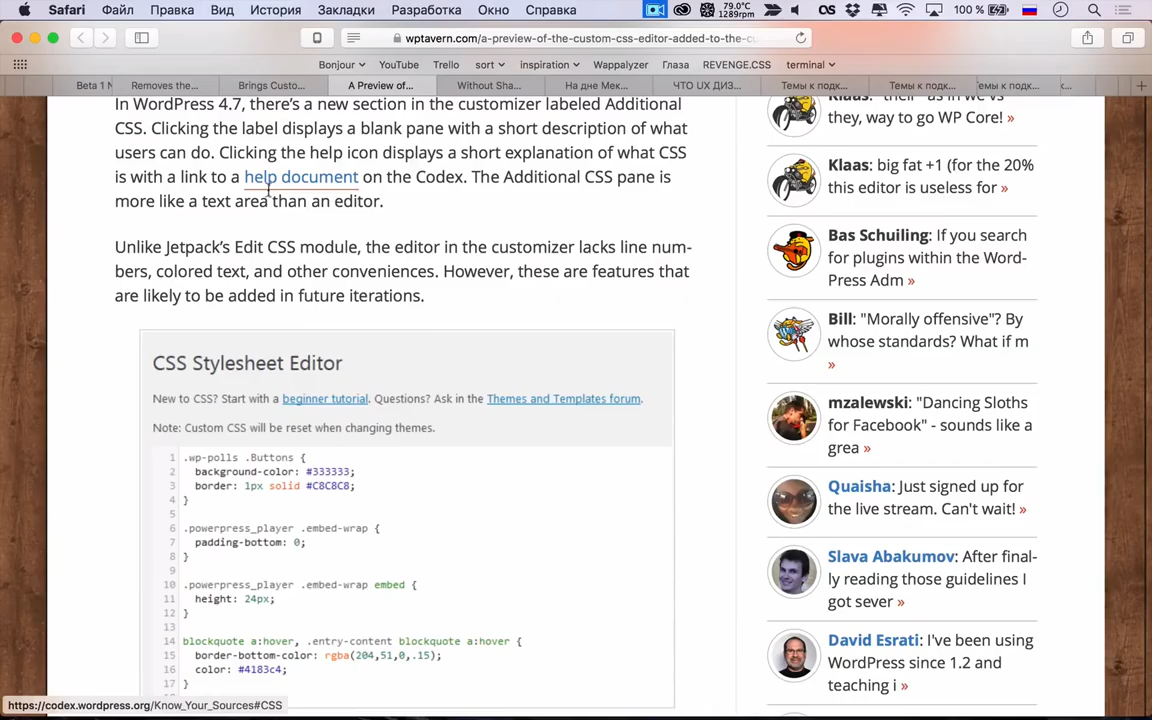 Safari Файл Правка Вид История Закладки Разработка Окно Справка 79.0°C 1289rpm 100 %
wptavern.com/a-preview-of-the-custom-css-editor-added-to-the-cu
Bonjour YouTube Trello sort inspiration Wappalyzer Глаза REVENGE.CSS terminal
Beta 1 N Removes the... Brings Custo... A Preview of... Without Sha... На дне Мек... ЧТО UX ДИЗ... Темы к подк... Темы к подк... Темы к подк...
In WordPress 4.7, there's a new section in the customizer labeled Additional
CSS. Clicking the label displays a blank pane with a short description of what
users can do. Clicking the help icon displays a short explanation of what CSS
is with a link to a help document on the Codex. The Additional CSS pane is
more like a text area than an editor.
Unlike Jetpack's Edit CSS module, the editor in the customizer lacks line num-
bers, colored text, and other conveniences. However, these are features that
are likely to be added in future iterations.
CSS Stylesheet Editor
New to CSS? Start with a beginner tutorial. Questions? Ask in the Themes and Templates forum.
Note: Custom CSS will be reset when changing themes.
1 .wp-polls .Buttons {
2 background-color: #333333;
3 border: 1px solid #C8C8C8;
4 }
5
6 .powerpress_player .embed-wrap {
7 padding-bottom: 0;
8 }
9
10 .powerpress_player .embed-wrap embed {
11 height: 24px;
12 }
13
14 blockquote a:hover, .entry-content blockquote a:hover {
15 border-bottom-color: rgba(204,51,0,.15);
16 color: #4183c4;
17 }
Klaas: "their" as in we vs
they, way to go WP Core! »
Klaas: big fat +1 (for the 20%
this editor is useless for »
Bas Schuiling: If you search
for plugins within the Word-
Press Adm »
Bill: "Morally offensive"? By
whose standards? What if m
»
mzalewski: "Dancing Sloths
for Facebook" - sounds like a
grea »
Quaisha: Just signed up for
the live stream. Can't wait! »
Slava Abakumov: After final-
ly reading those guidelines I
got sever »
David Esrati: I've been using
WordPress since 1.2 and
teaching i »
https://codex.wordpress.org/Know_Your_Sources#CSS